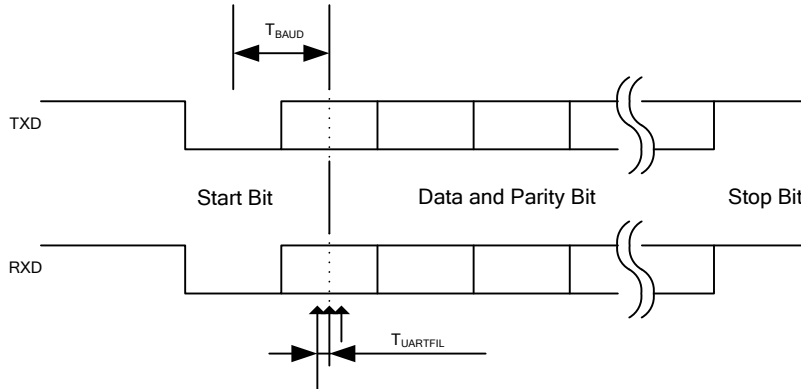 TBAUD
TXD
Start Bit
Data and Parity Bit
Stop Bit
RXD
TUARTFIL